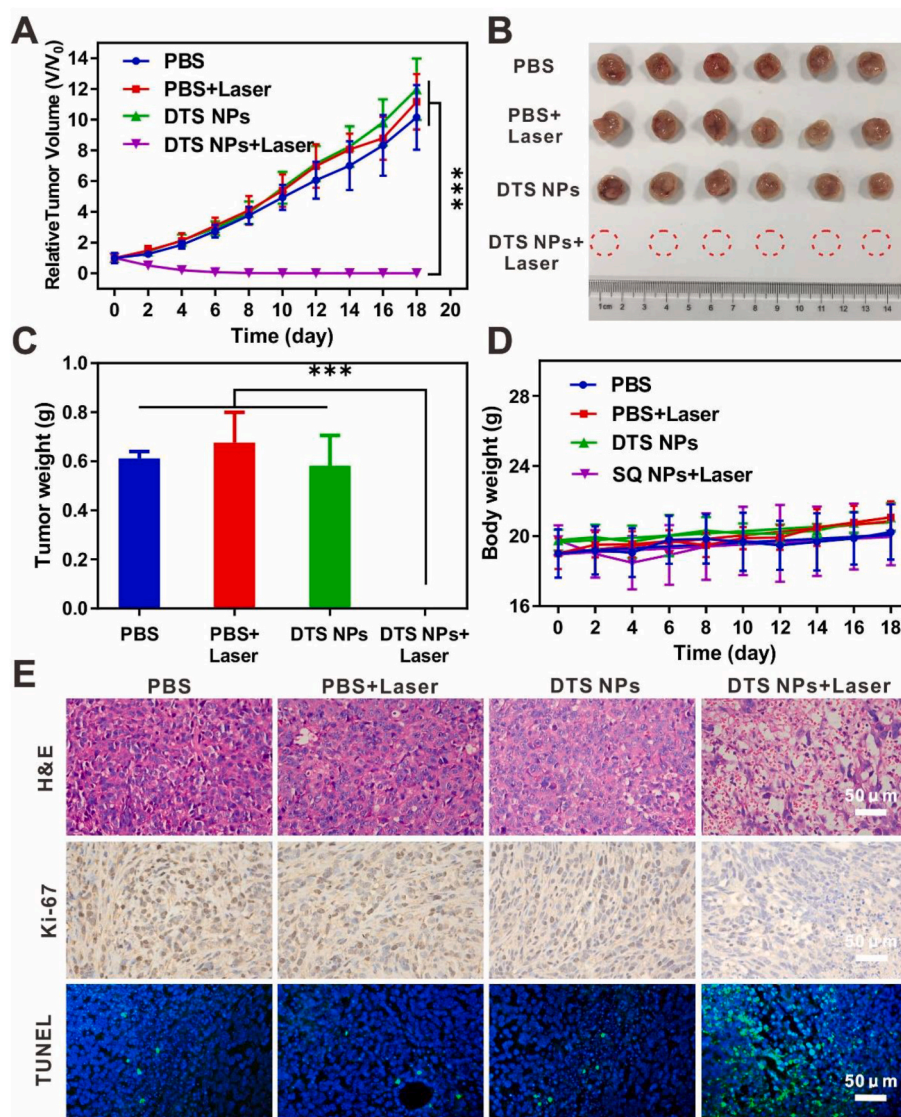 A
Relative Tumor Volume (V/V0)
14
12
10
8
6
4
2
0
PBS
PBS+Laser
DTS NPs
DTS NPs+Laser
***
0 2 4 6 8 10 12 14 16 18 20
Time (day)
B
PBS
PBS+
Laser
DTS NPs
DTS NPs+
Laser
1cm 2 3 4 5 6 7 8 9 10 11 12 13 14
C
Tumor weight (g)
1.0
0.8
0.6
0.4
0.2
0.0
***
PBS
PBS+
Laser
DTS NPs
DTS NPs+
Laser
D
Body weight (g)
28
24
20
16
PBS
PBS+Laser
DTS NPs
SQ NPs+Laser
0 2 4 6 8 10 12 14 16 18
Time (day)
E
PBS PBS+Laser DTS NPs DTS NPs+Laser
H&E
50 μm
Ki-67
50 μm
TUNEL
50 μm